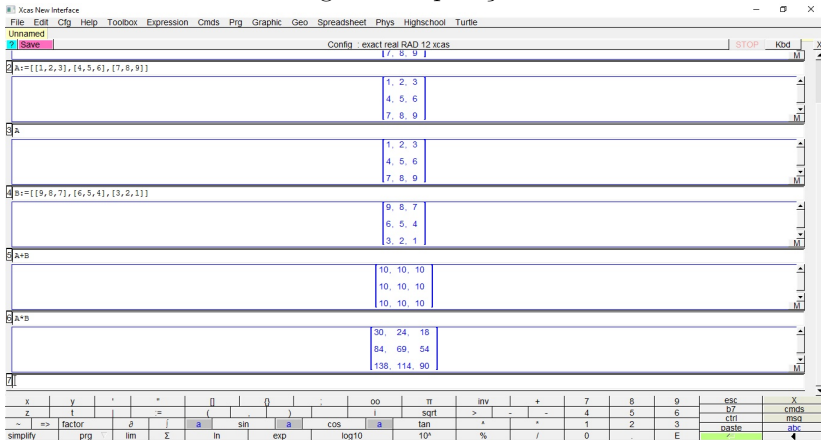 Xcas New Interface
File Edit Cfg Help Toolbox Expression Cmds Prg Graphic Geo Spreadsheet Phys Highschool Turtle
Unnamed
? Save Config : exact real RAD 12 xcas STOP Kbd X
[7, 8, 9] M
2 A:=[[1,2,3],[4,5,6],[7,8,9]]
1, 2, 3
4, 5, 6
7, 8, 9 M
3 A
1, 2, 3
4, 5, 6
7, 8, 9 M
4 B:=[[9,8,7],[6,5,4],[3,2,1]]
9, 8, 7
6, 5, 4
3, 2, 1 M
5 A+B
10, 10, 10
10, 10, 10
10, 10, 10 M
6 A*B
30, 24, 18
84, 69, 54
138, 114, 90 M
7
x y ' " [] {} : oo π inv + 7 8 9 esc X
z t | := ( , ) i sqrt > - - 4 5 6 b7 cmds
~ => factor ∂ ∫ a sin a cos a tan ^ * 1 2 3 ctrl msg
simplify prg lim Σ ln exp log10 10^ % / 0 . E paste abc